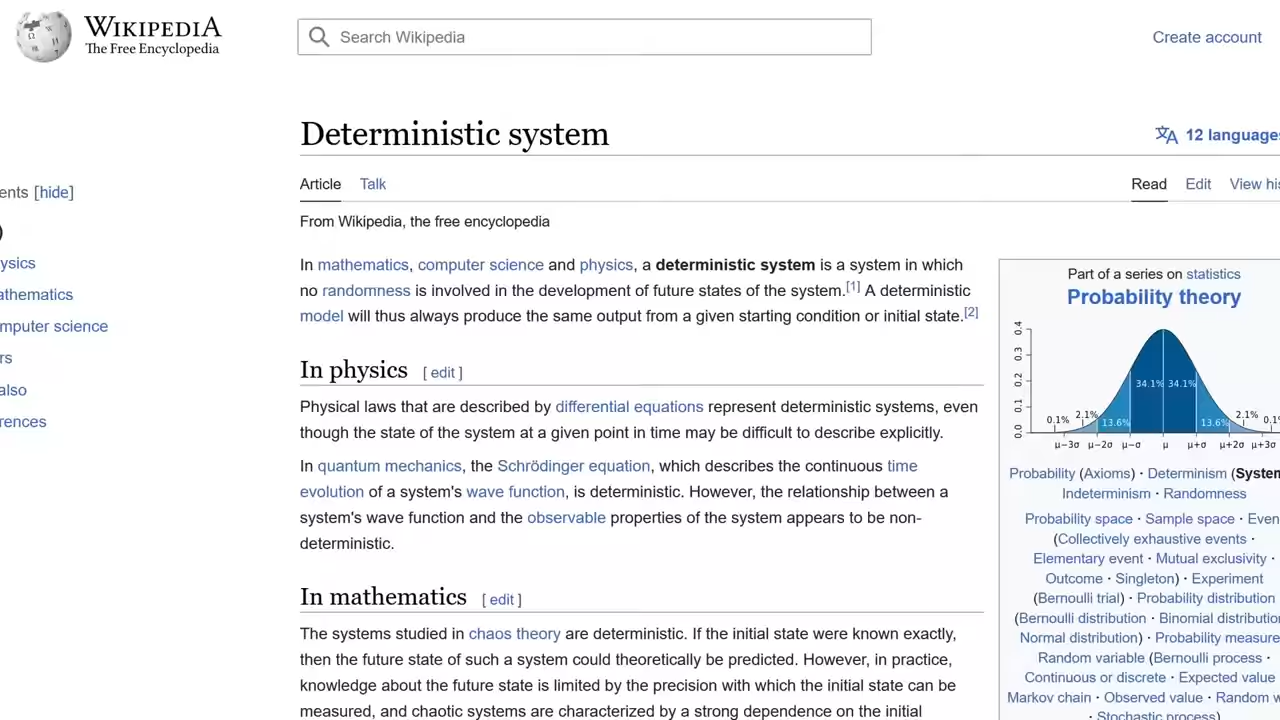 WIKIPEDIA
The Free Encyclopedia
Search Wikipedia
Create account
Deterministic system
12 languages
ents [hide]
)
ysics
athematics
mputer science
rs
also
rences
Article Talk
Read Edit View his
From Wikipedia, the free encyclopedia
In mathematics, computer science and physics, a deterministic system is a system in which
no randomness is involved in the development of future states of the system.[1] A deterministic
model will thus always produce the same output from a given starting condition or initial state.[2]
In physics [ edit ]
Physical laws that are described by differential equations represent deterministic systems, even
though the state of the system at a given point in time may be difficult to describe explicitly.
In quantum mechanics, the Schrödinger equation, which describes the continuous time
evolution of a system's wave function, is deterministic. However, the relationship between a
system's wave function and the observable properties of the system appears to be non-
deterministic.
In mathematics [ edit ]
The systems studied in chaos theory are deterministic. If the initial state were known exactly,
then the future state of such a system could theoretically be predicted. However, in practice,
knowledge about the future state is limited by the precision with which the initial state can be
measured, and chaotic systems are characterized by a strong dependence on the initial
Part of a series on statistics
Probability theory
0.4
0.3
0.2
0.1
0.0
34.1% 34.1%
0.1% 2.1% 13.6% 13.6% 2.1% 0.1%
μ−3σ μ−2σ μ−σ μ μ+σ μ+2σ μ+3σ
Probability (Axioms) · Determinism (System
Indeterminism · Randomness
Probability space · Sample space · Even
(Collectively exhaustive events ·
Elementary event · Mutual exclusivity ·
Outcome · Singleton) · Experiment
(Bernoulli trial) · Probability distribution
(Bernoulli distribution · Binomial distribution
Normal distribution) · Probability measure
Random variable (Bernoulli process ·
Continuous or discrete · Expected value
Markov chain · Observed value · Random w
· Stochastic process)